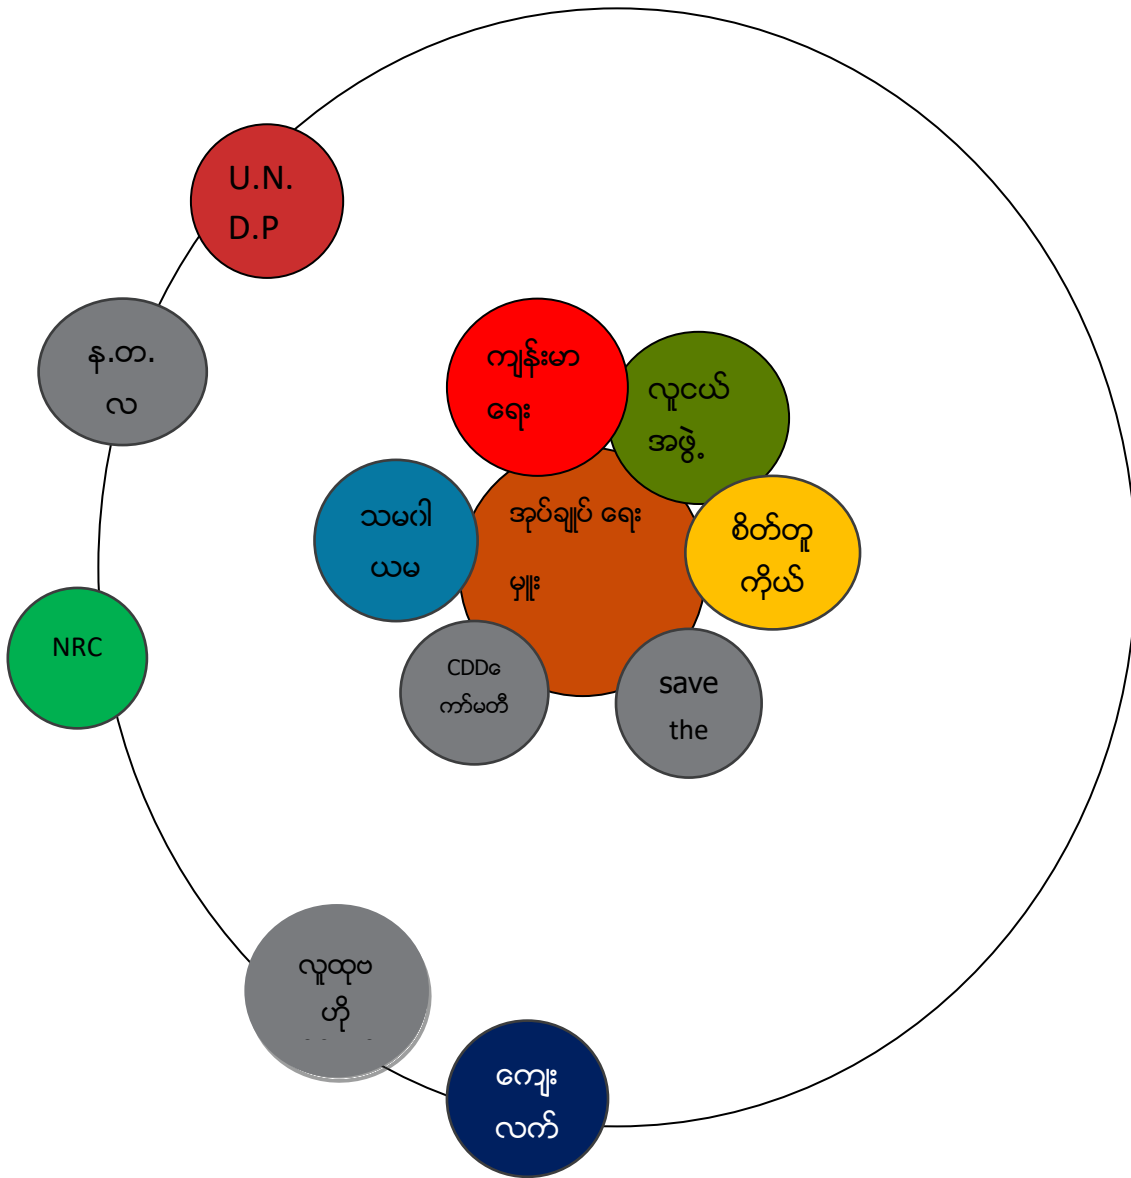 U.N.
D.P
န.တ.
လ
ကျန်းမာ
ရေး
လူငယ်
အဖွဲ့
သမဝါ
ယမ
အုပ်ချုပ် ရေး
မှူး
စိတ်တူ
ကိုယ်
NRC
CDDေ
ကာ်မတီ
save
the
လူထုဗ
ဟို
ကျေး
လက်